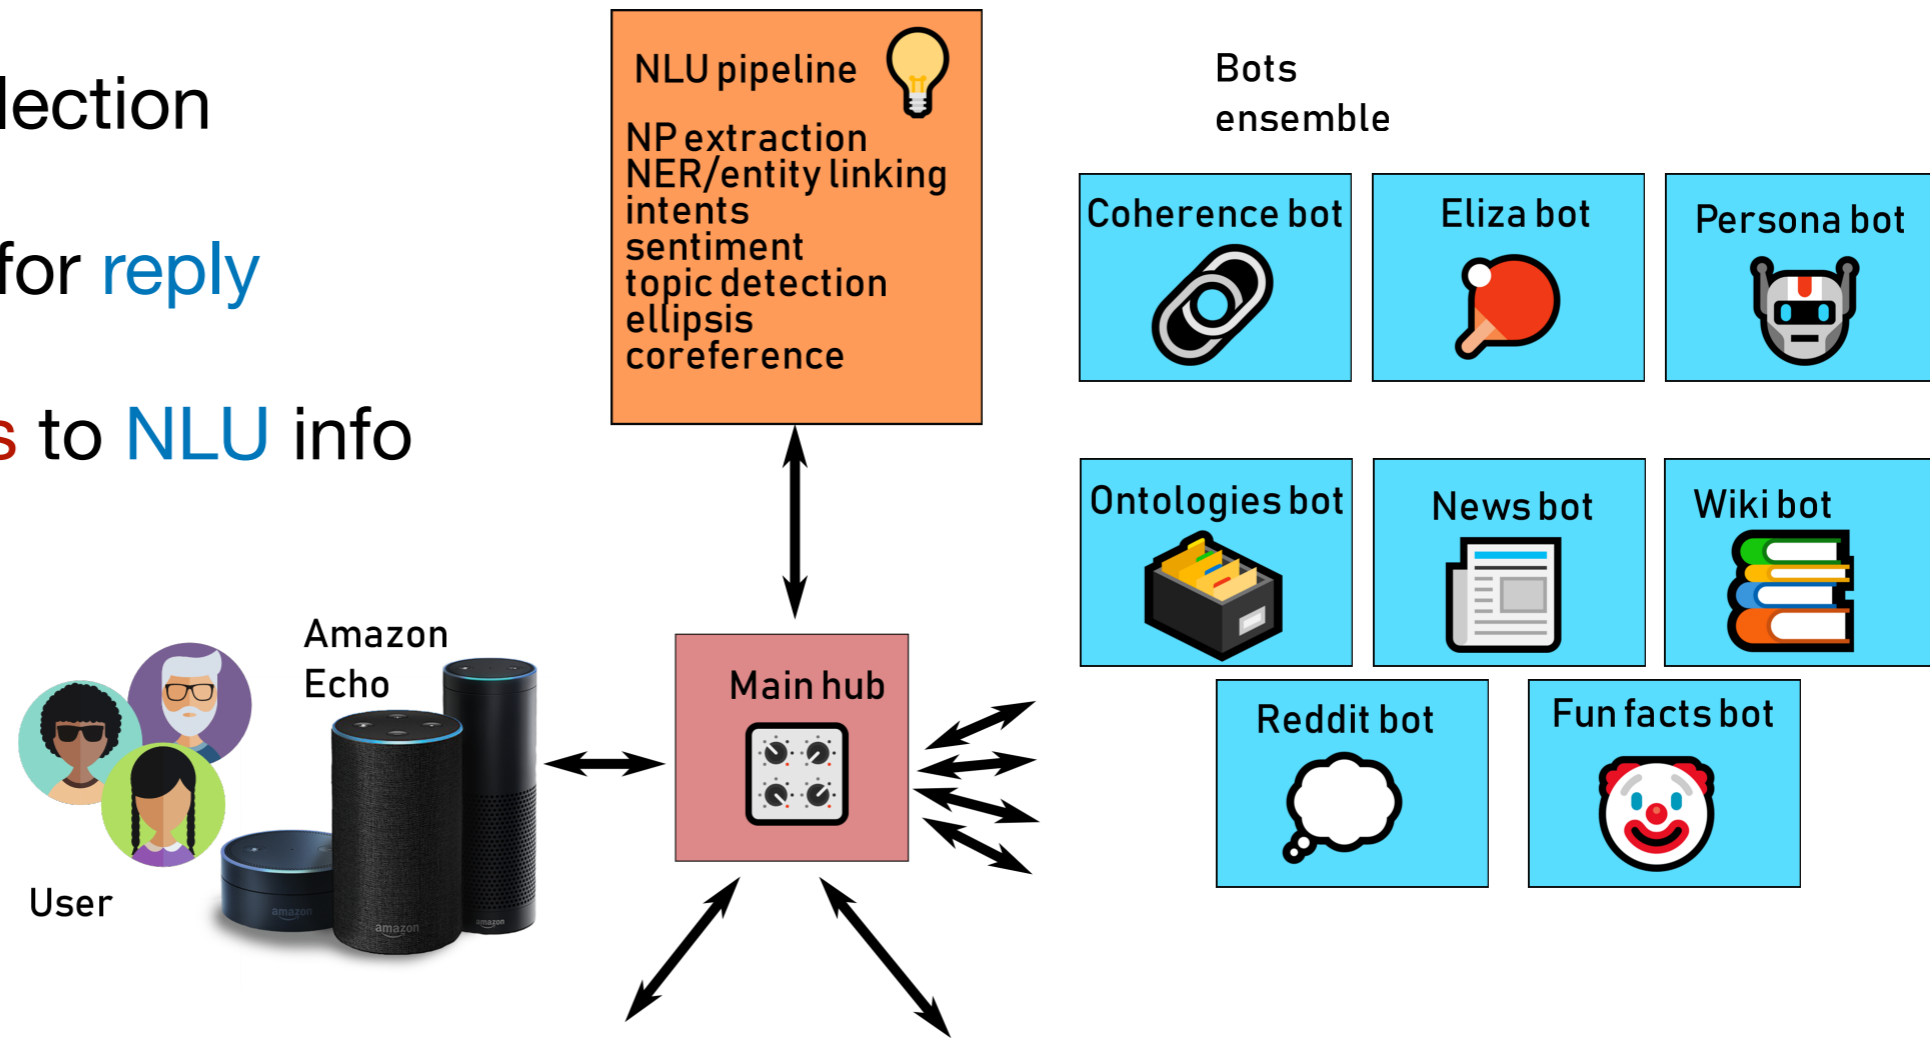 lection
for reply
s to NLU info
NLU pipeline
NP extraction
NER/entity linking
intents
sentiment
topic detection
ellipsis
coreference
Bots
ensemble
Coherence bot
Eliza bot
Persona bot
Ontologies bot
News bot
Wiki bot
Reddit bot
Fun facts bot
Amazon
Echo
User
Main hub
amazon
amazon
amazon